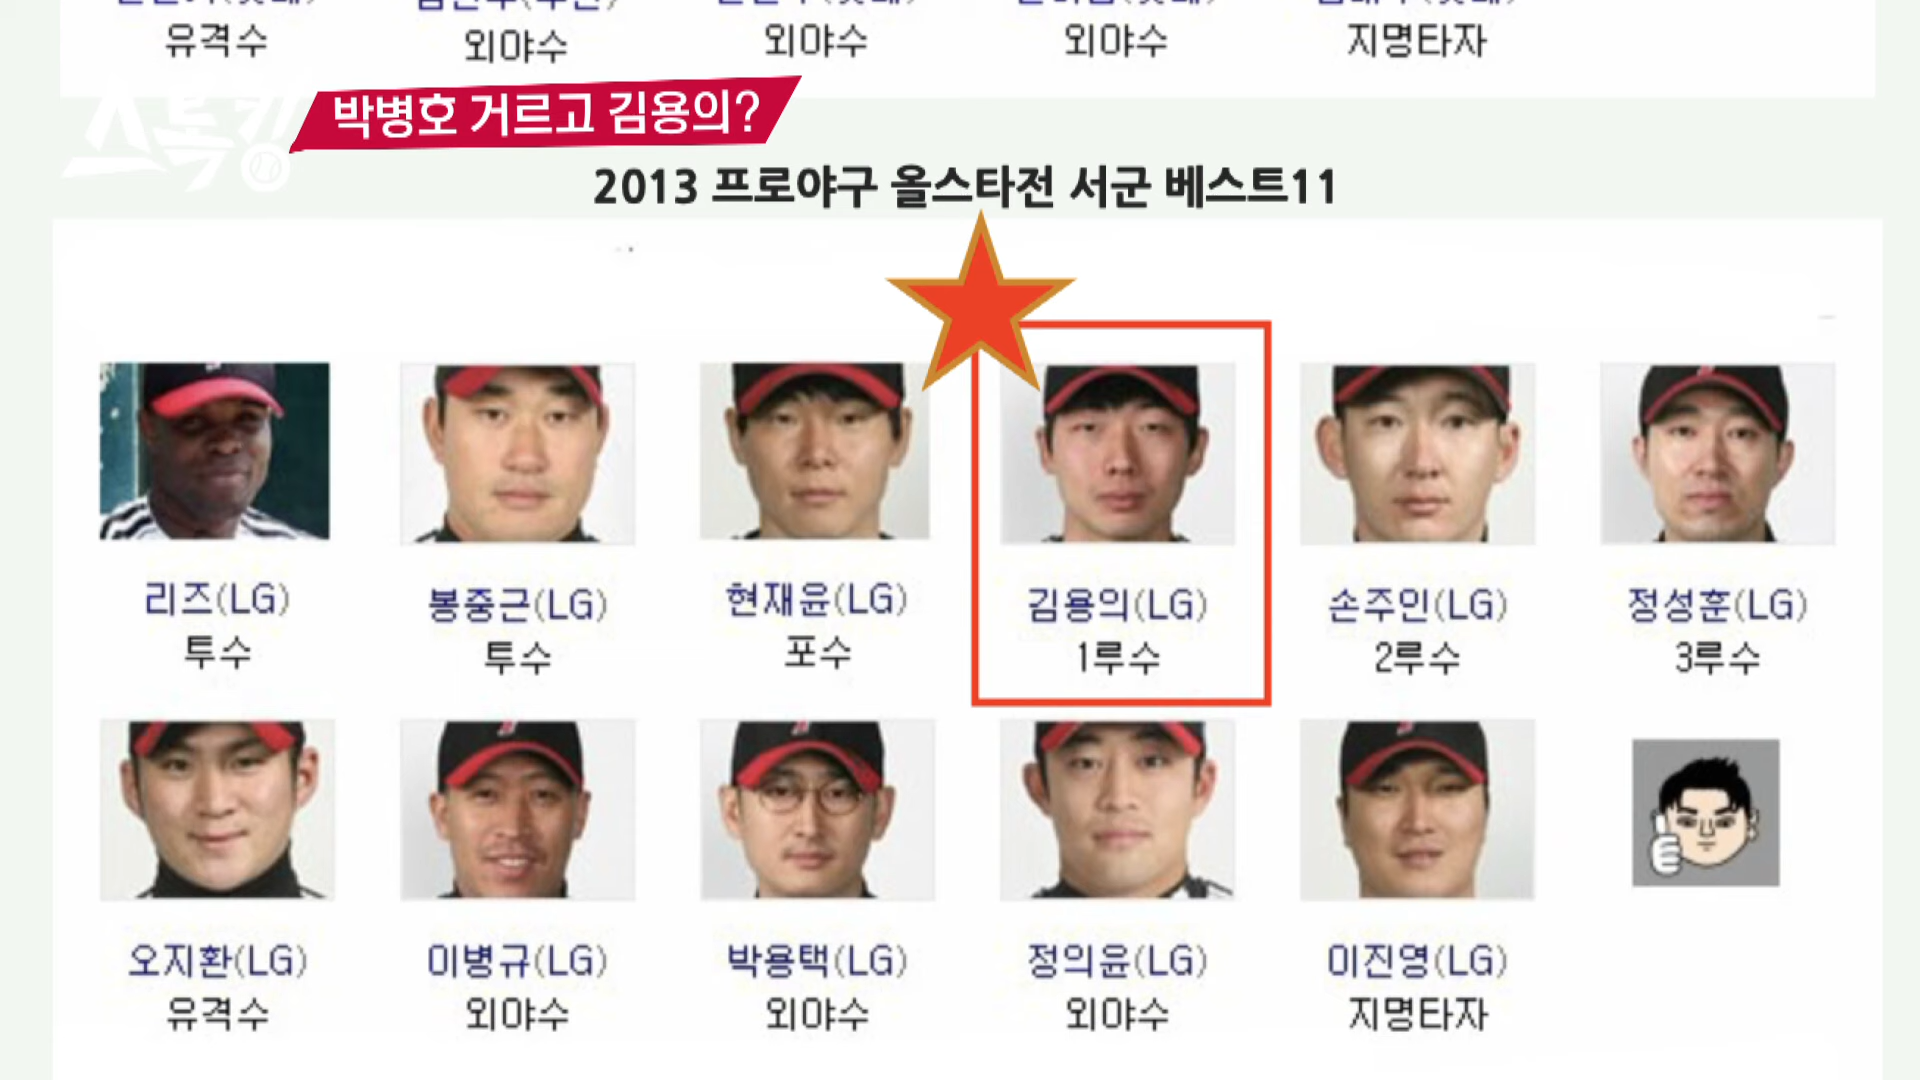 유격수 외야수 외야수 외야수 지명타자
스톡킹
박병호 거르고 김용의?
2013 프로야구 올스타전 서군 베스트11
리즈(LG) 봉중근(LG) 현재윤(LG) 김용의(LG) 손주인(LG) 정성훈(LG)
투수 투수 포수 1루수 2루수 3루수
오지환(LG) 이병규(LG) 박용택(LG) 정의윤(LG) 이진영(LG)
유격수 외야수 외야수 외야수 지명타자